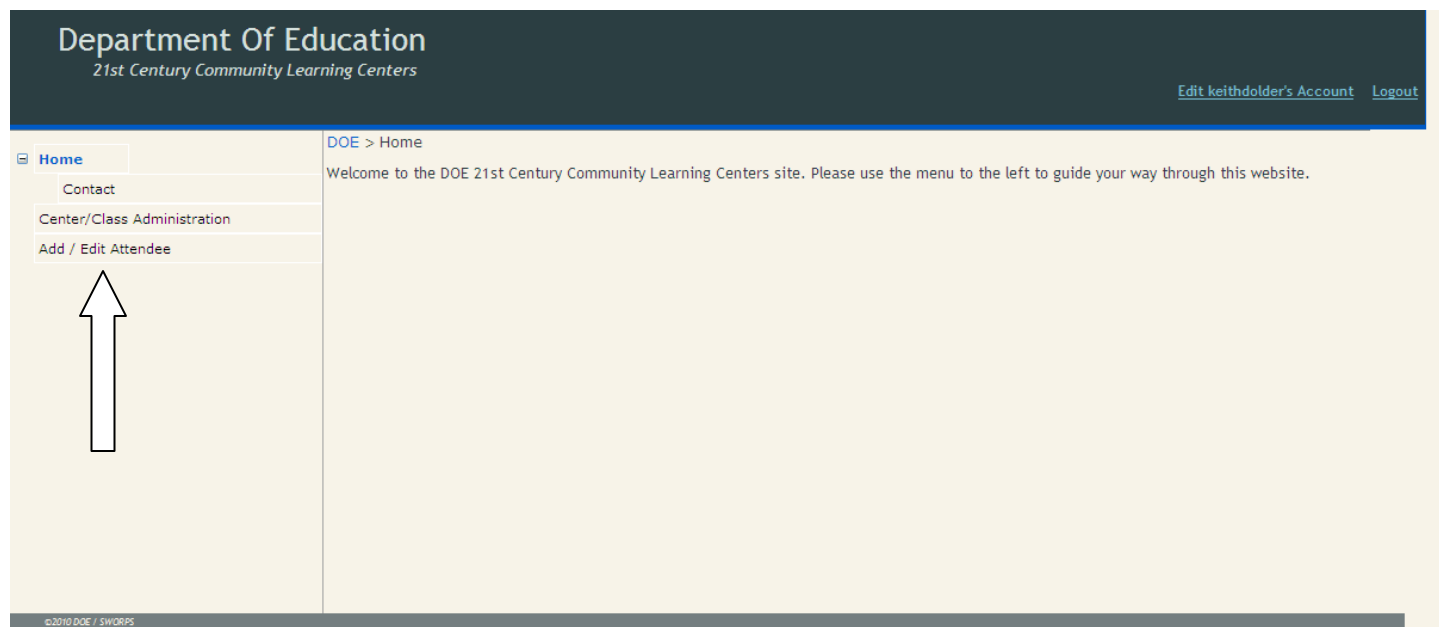 Department Of Education
21st Century Community Learning Centers
Edit keithdolder's Account Logout
Home
Contact
Center/Class Administration
Add / Edit Attendee
DOE > Home
Welcome to the DOE 21st Century Community Learning Centers site. Please use the menu to the left to guide your way through this website.
©2010 DOE / SWORPS